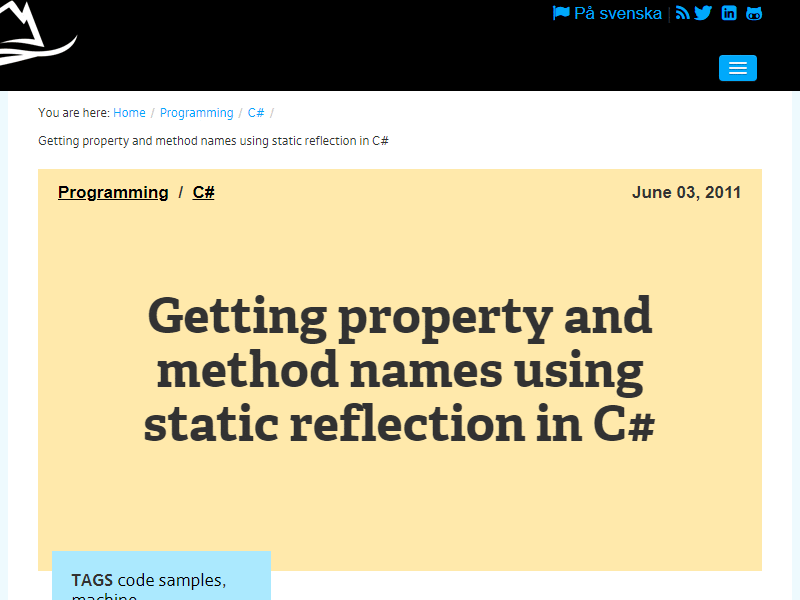 På svenska
You are here: Home / Programming / C# /
Getting property and method names using static reflection in C#
Programming / C#
June 03, 2011
Getting property and
method names using
static reflection in C#
TAGS code samples,
machine